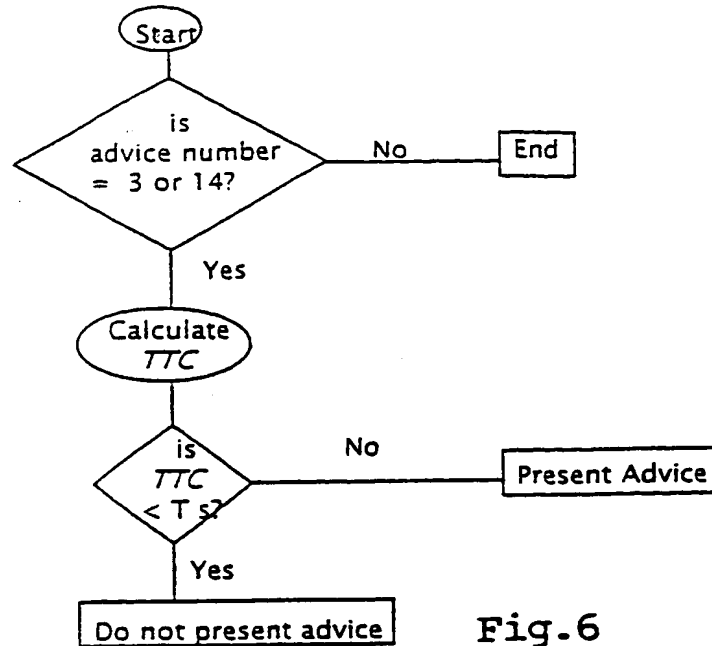 Start
is
advice number
= 3 or 14?
No
End
Yes
Calculate
TTC
is
TTC
< T s?
No
Present Advice
Yes
Do not present advice
Fig.6